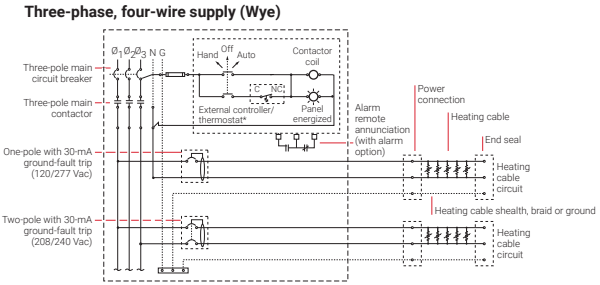 Three-phase, four-wire supply (Wye)
Ø1 Ø2 Ø3 N G
Hand
Off
Auto
Contactor
coil
Three-pole main
circuit breaker
Three-pole main
contactor
C
NC
External controller/
thermostat*
Panel
energized
Alarm
remote
annunciation
(with alarm
option)
Power
connection
Heating cable
End seal
One-pole with 30-mA
ground-fault trip
(120/277 Vac)
Heating
cable
circuit
Heating cable shealth, braid or ground
Two-pole with 30-mA
ground-fault trip
(208/240 Vac)
Heating
cable
circuit